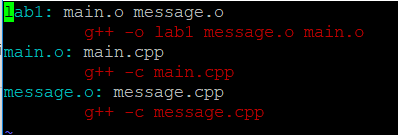 lab1: main.o message.o
        g++ -o lab1 message.o main.o
main.o: main.cpp
        g++ -c main.cpp
message.o: message.cpp
        g++ -c message.cpp
~